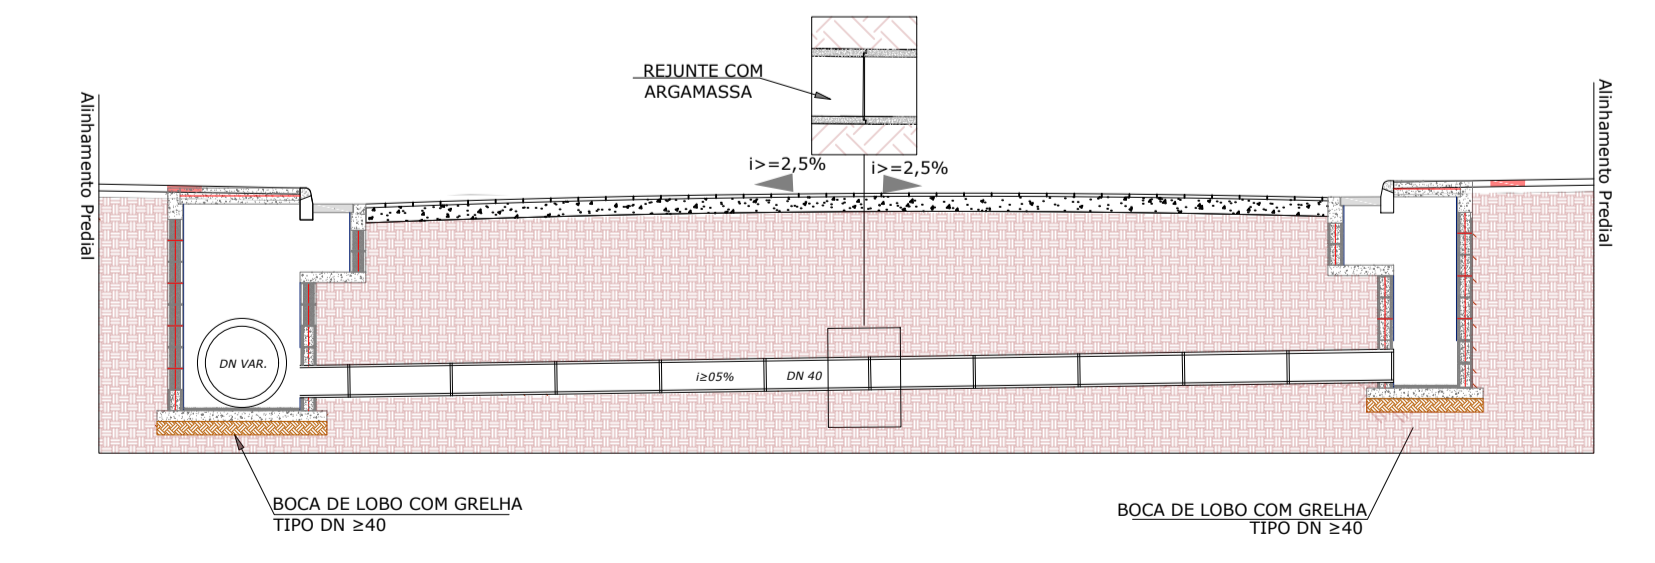 REJUNTE COM
ARGAMASSA
Alinhamento Predial
Alinhamento Predial
i>=2,5%
i>=2,5%
DN VAR.
i≥05%
DN 40
BOCA DE LOBO COM GRELHA
TIPO DN ≥40
BOCA DE LOBO COM GRELHA
TIPO DN ≥40